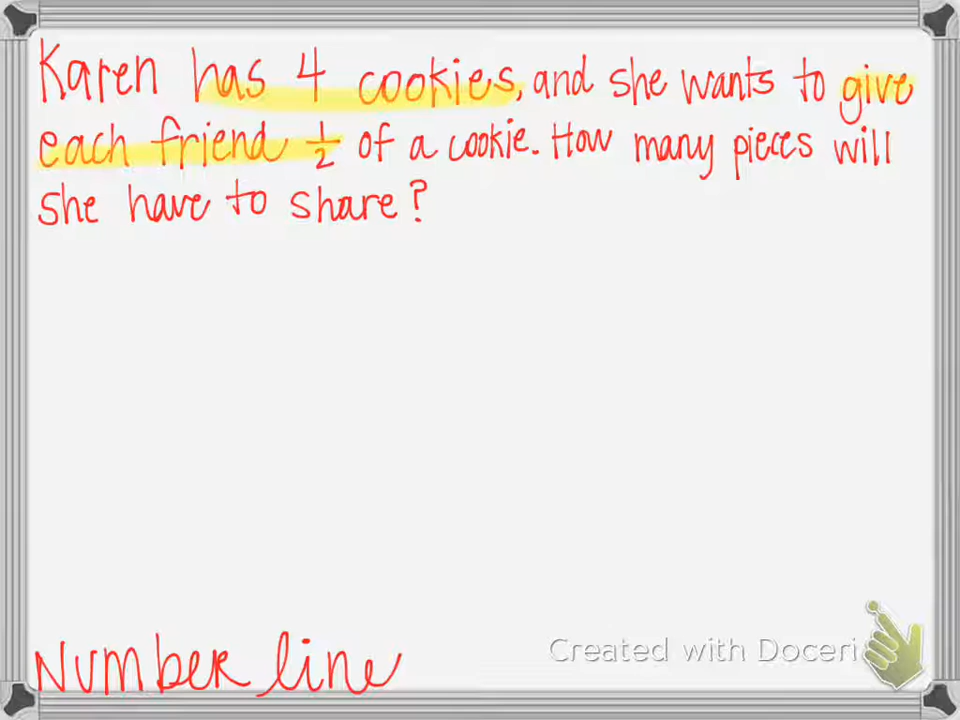 Karen has 4 cookies, and she wants to give
each friend 1/2 of a cookie. How many pieces will
she have to share?
Number line
Created with Doceri